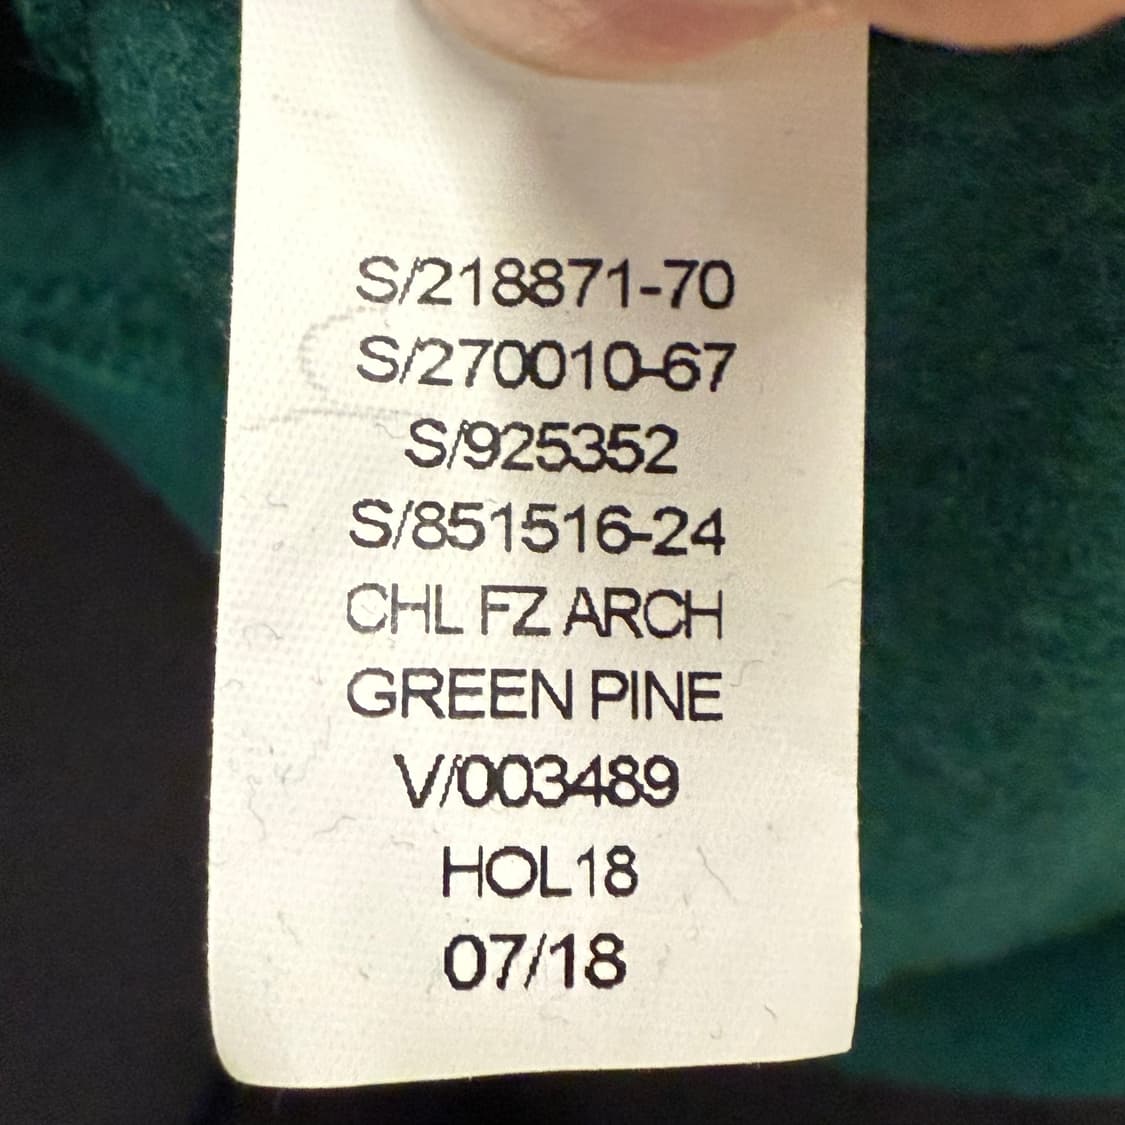 S/218871-70
S/270010-67
S/925352
S/851516-24
CHL FZ ARCH
GREEN PINE
V/003489
HOL18
07/18